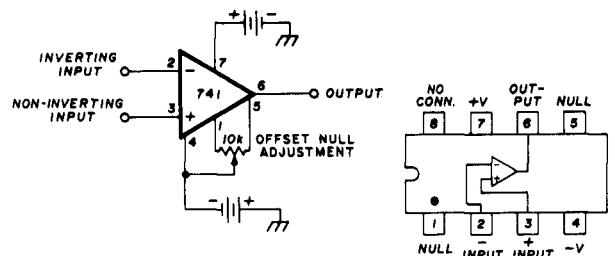 + -
INVERTING
INPUT
2 -
7
741
6
OUTPUT
NON-INVERTING
INPUT
3 +
5
4
1
10K
OFFSET NULL
ADJUSTMENT
- +
NO
CONN.
+V
OUT-
PUT
NULL
8 7 6 5
-
+
1 2 3 4
NULL
-
INPUT
+
INPUT
-V